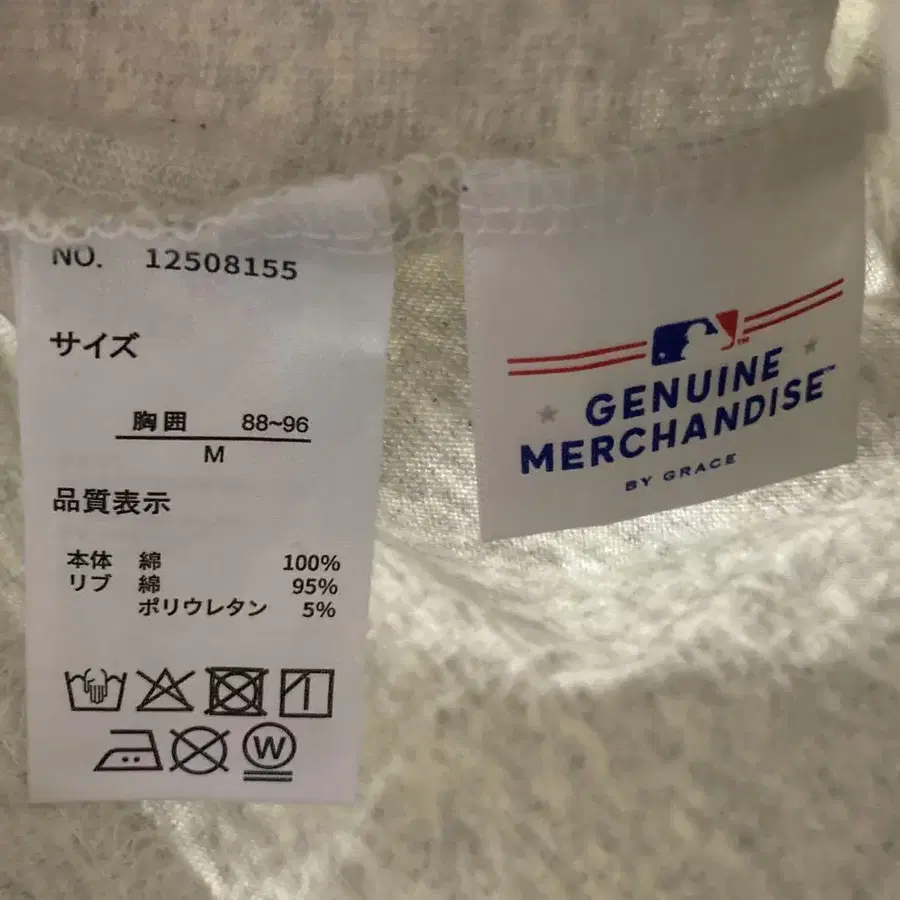 NO. 12508155
サイズ
胸囲 88~96
M
品質表示
本体 綿 100%
リブ 綿 95%
ポリウレタン 5%
W
GENUINE
MERCHANDISE™
BY GRACE